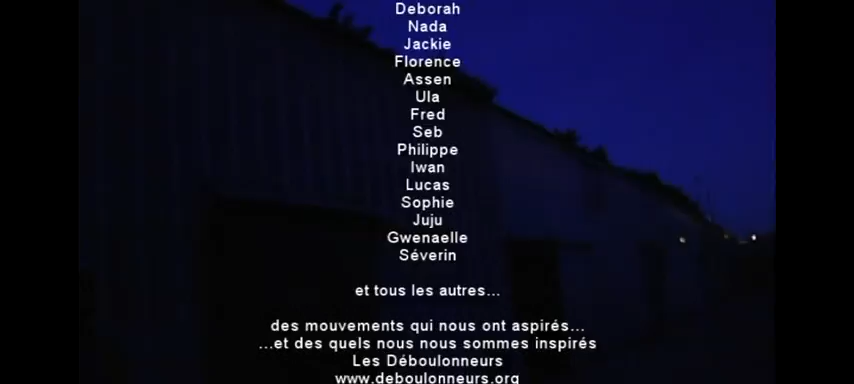 Deborah
Nada
Jackie
Florence
Assen
Ula
Fred
Seb
Philippe
Iwan
Lucas
Sophie
Juju
Gwenaelle
Séverin
et tous les autres...
des mouvements qui nous ont aspirés...
...et des quels nous nous sommes inspirés
Les Déboulonneurs
www.deboulonneurs.org